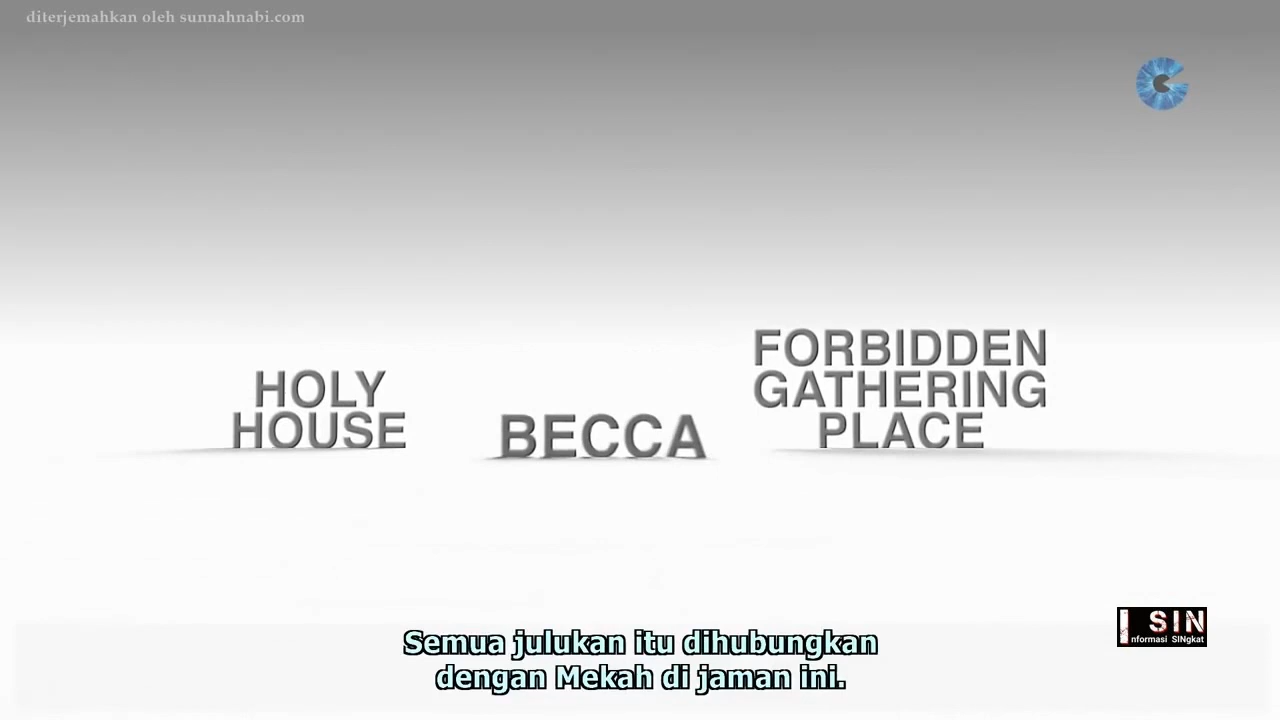 diterjemahkan oleh sunnahnabi.com
HOLY
HOUSE
BECCA
FORBIDDEN
GATHERING
PLACE
I SIN
nformasi SINgkat
Semua julukan itu dihubungkan
dengan Mekah di jaman ini.